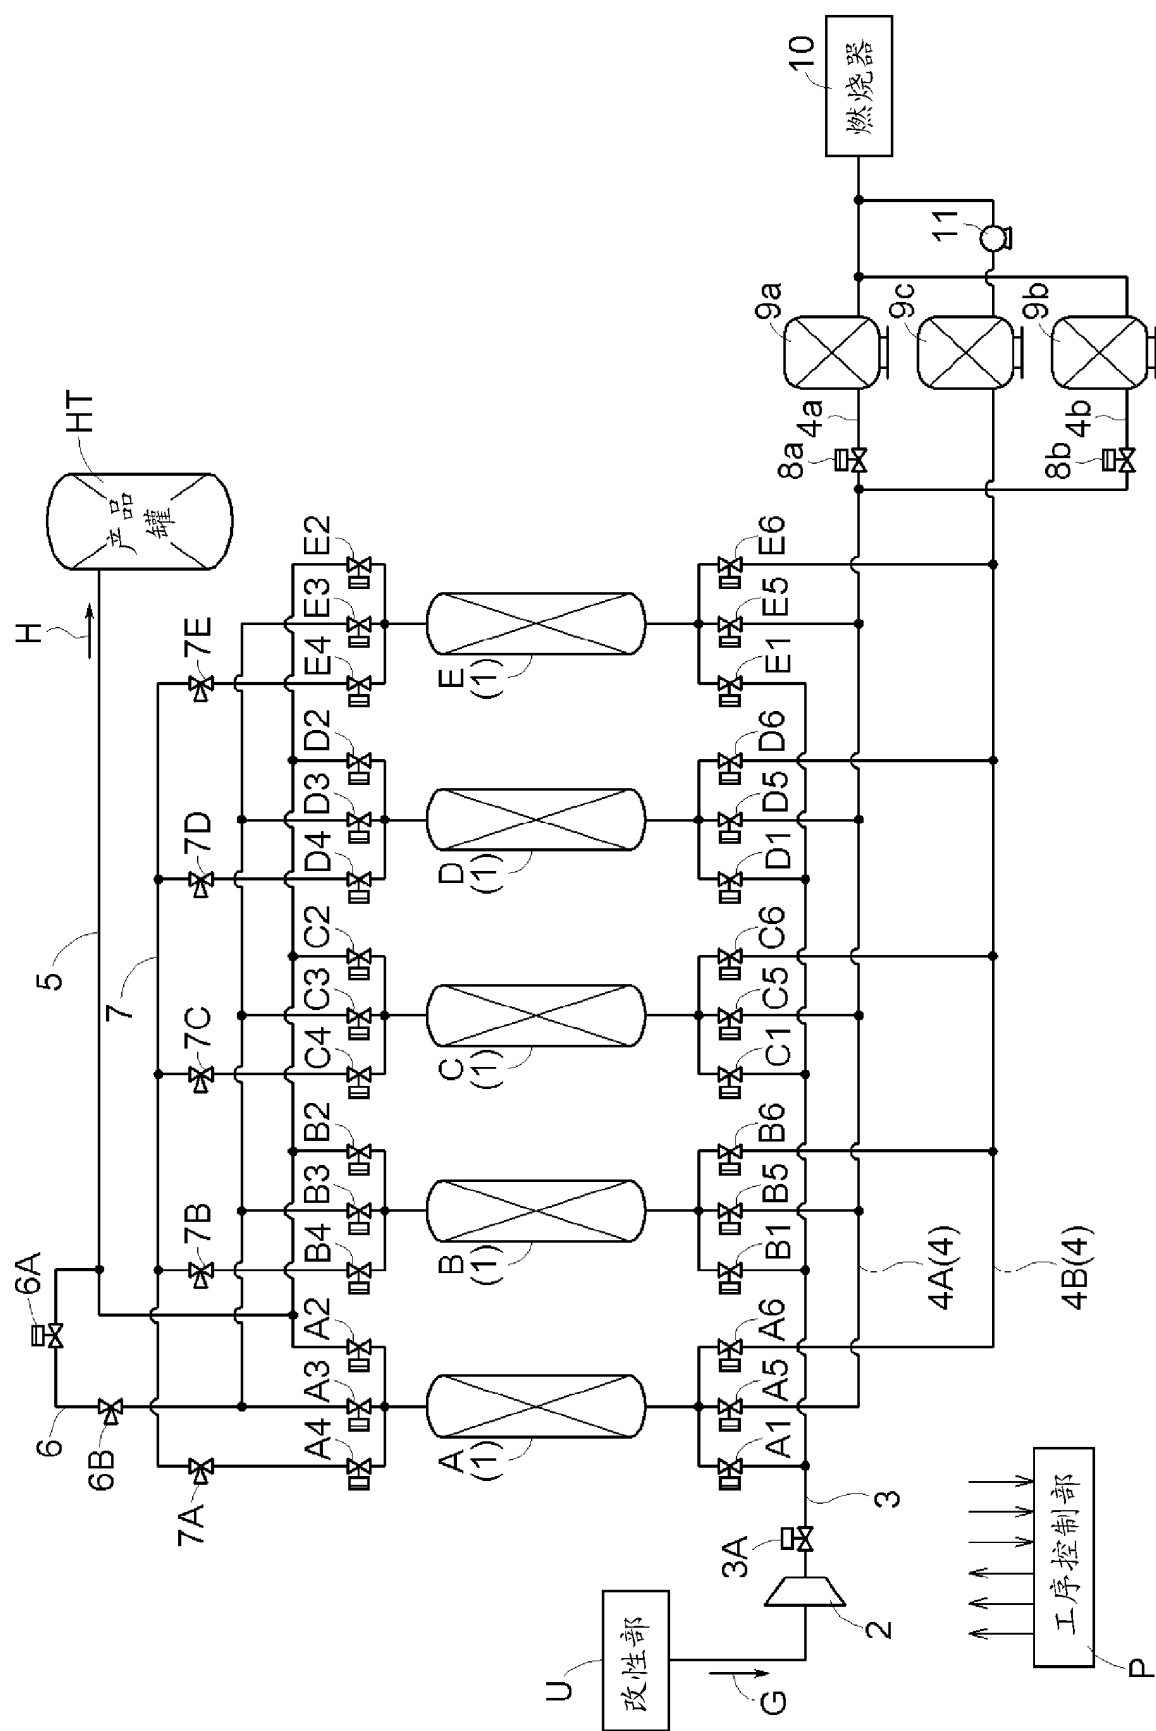 HT
产品
罐
H
5
7
6A
6
6B
7A
7B
7C
7D
7E
A4
A3
A2
B4
B3
B2
C4
C3
C2
D4
D3
D2
E4
E3
E2
A
(1)
B
(1)
C
(1)
D
(1)
E
(1)
A1
A5
A6
B1
B5
B6
C1
C5
C6
D1
D5
D6
E1
E5
E6
U
改性部
G
2
3A
3
4A(4)
4B(4)
8a
4a
9a
9c
8b
4b
9b
11
10
燃烧器
工序控制部
P